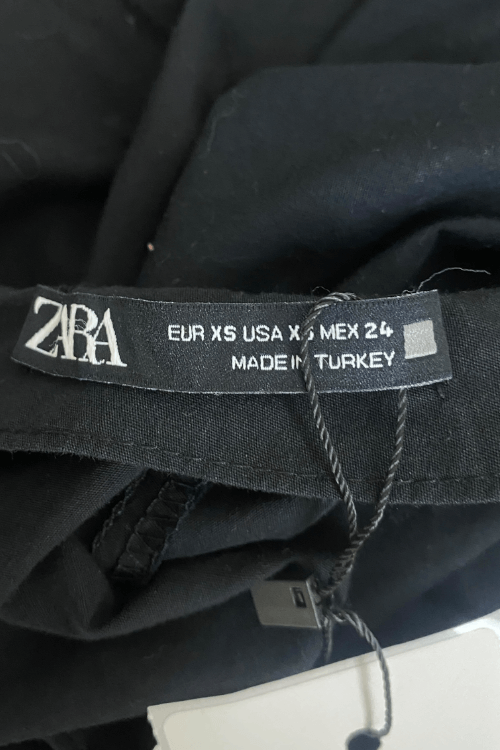 ZARA
EUR XS USA XS MEX 24
MADE IN TURKEY